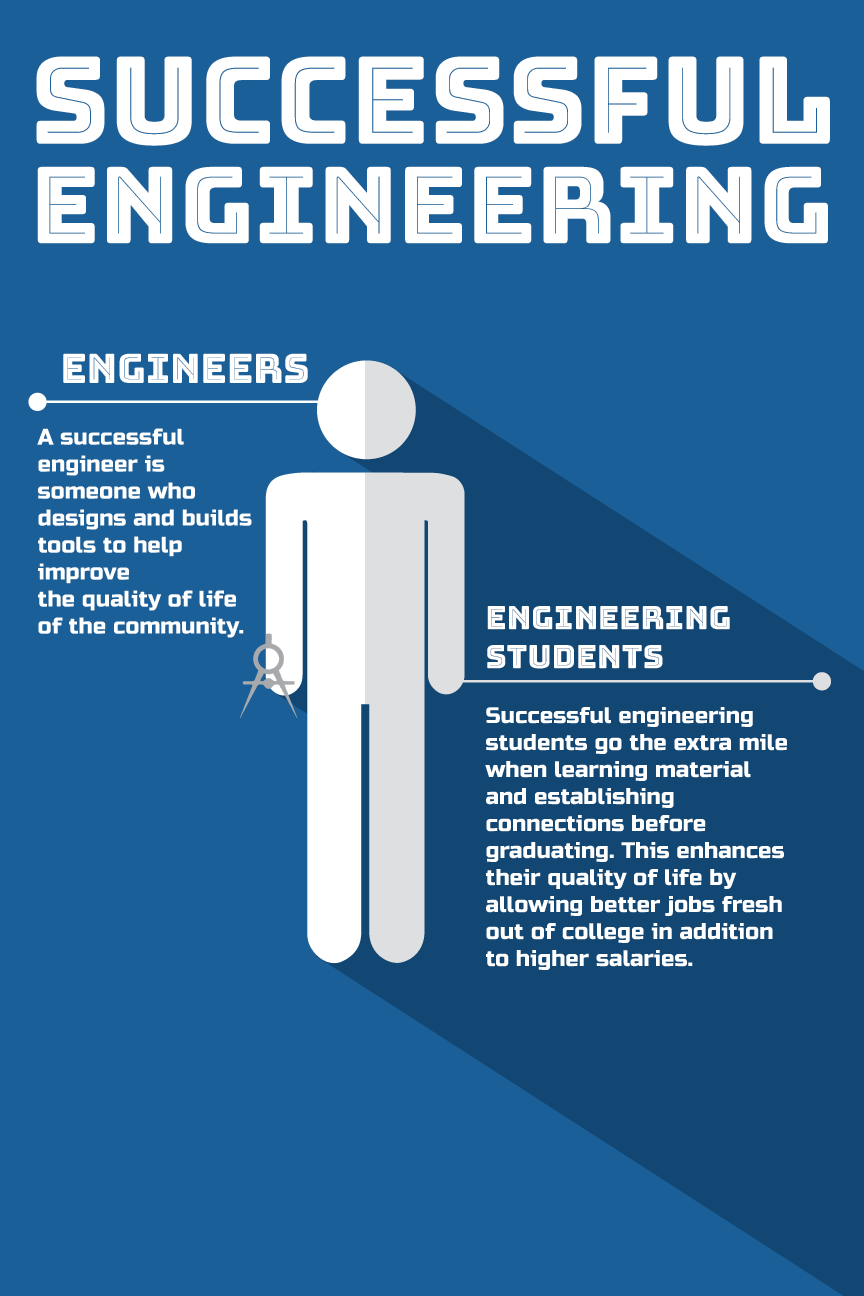 SUCCESSFUL
ENGINEERING
ENGINEERS
A successful
engineer is
someone who
designs and builds
tools to help
improve
the quality of life
of the community.
ENGINEERING
STUDENTS
Successful engineering
students go the extra mile
when learning material
and establishing
connections before
graduating. This enhances
their quality of life by
allowing better jobs fresh
out of college in addition
to higher salaries.